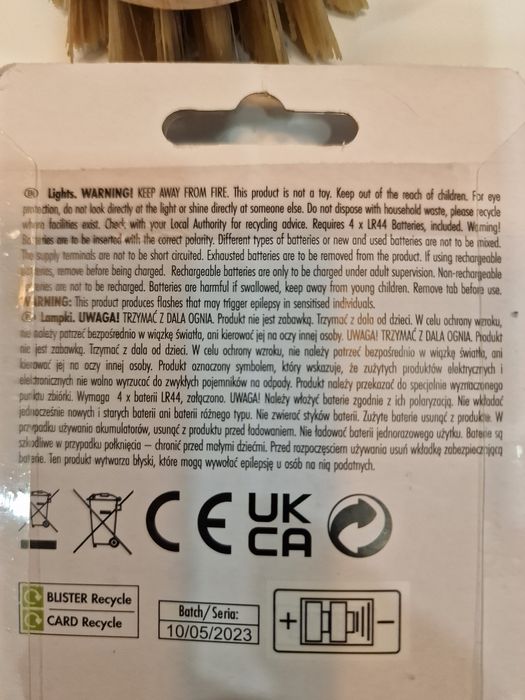 EN Lights. WARNING! KEEP AWAY FROM FIRE. This product is not a toy. Keep out of the reach of children. For eye
protection, do not look directly at the light or shine directly at someone else. Do not dispose with household waste, please recycle
where facilities exist. Check with your Local Authority for recycling advice. Requires 4 x LR44 Batteries, included. Warning!
Batteries are to be inserted with the correct polarity. Different types of batteries or new and used batteries are not to be mixed.
The supply terminals are not to be short circuited. Exhausted batteries are to be removed from the product. If using rechargeable
batteries, remove before being charged. Rechargeable batteries are only to be charged under adult supervision. Non-rechargeable
batteries are not to be recharged. Batteries are harmful if swallowed, keep away from young children. Remove tab before use.
WARNING: This product produces flashes that may trigger epilepsy in sensitised individuals.
Lampki. UWAGA! TRZYMAĆ Z DALA OGNIA. Produkt nie jest zabawką. Trzymać z dala od dzieci. W celu ochrony wzroku,
nie należy patrzeć bezpośrednio w wiązkę światła, ani kierować jej na oczy innej osoby. UWAGA! TRZYMAĆ Z DALA OGNIA. Produkt
nie jest zabawką. Trzymać z dala od dzieci. W celu ochrony wzroku, nie należy patrzeć bezpośrednio w wiązkę światła, ani
kierować jej na oczy innej osoby. Produkt oznaczony symbolem, który wskazuje, że zużytych produktów elektrycznych i
elektronicznych nie wolno wyrzucać do zwykłych pojemników na odpady. Produkt należy przekazać do specjalnie wyznaczonego
punktu zbiórki. Wymaga 4 x baterii LR44, załączono. UWAGA! Należy włożyć baterie zgodnie z ich polaryzacją. Nie wkładać
jednocześnie nowych i starych baterii ani baterii różnego typu. Nie zwierać styków baterii. Zużyte baterie usunąć z produktu. W
przypadku używania akumulatorów, usunąć z produktu przed ładowaniem. Nie ładować baterii jednorazowego użytku. Baterie są
szkodliwe w przypadku połknięcia – chronić przed małymi dziećmi. Przed rozpoczęciem używania usuń wkładkę zabezpieczającą
baterie. Ten produkt wytwarza błyski, które mogą wywołać epilepsję u osób na nią podatnych.
CE UK
CA
BLISTER Recycle
CARD Recycle
Batch/Seria:
10/05/2023
+ −